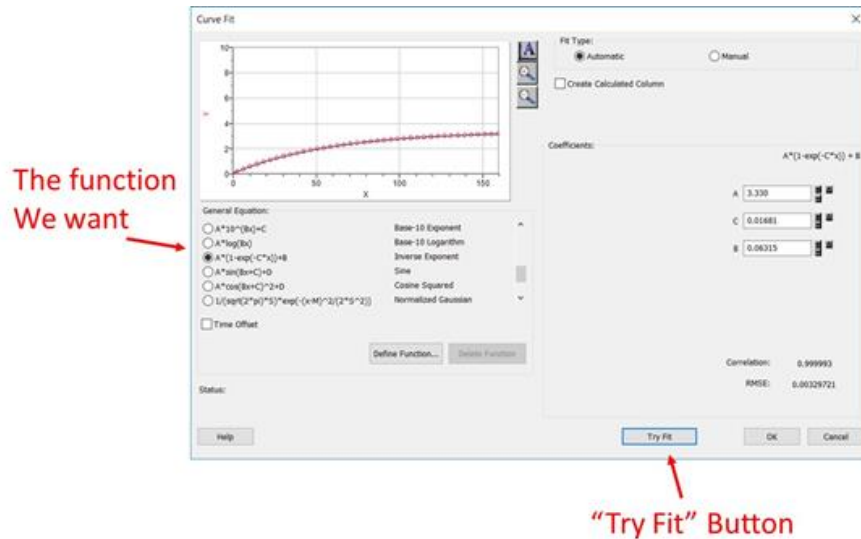 Curve Fit
Fit Type:
Automatic
Manual
Create Calculated Column
A
10
8
6
4
2
0
0
50
100
150
X
Y
Coefficients:
A*(1-exp(-C*x)) + B
A 3.330
C 0.01681
B 0.06315
The function
We want
General Equation:
A*10^(Bx)+C Base-10 Exponent
A*log(Bx) Base-10 Logarithm
A*(1-exp(-C*x))+B Inverse Exponent
A*sin(Bx+C)+D Sine
A*cos(Bx+C)^2+D Cosine Squared
1/(sqrt(2*pi)*S)*exp(-(x-M)^2/(2*S^2)) Normalized Gaussian
Time Offset
Define Function... Delete Function
Correlation: 0.999993
RMSE: 0.00329721
Status:
Help
Try Fit
OK
Cancel
“Try Fit” Button